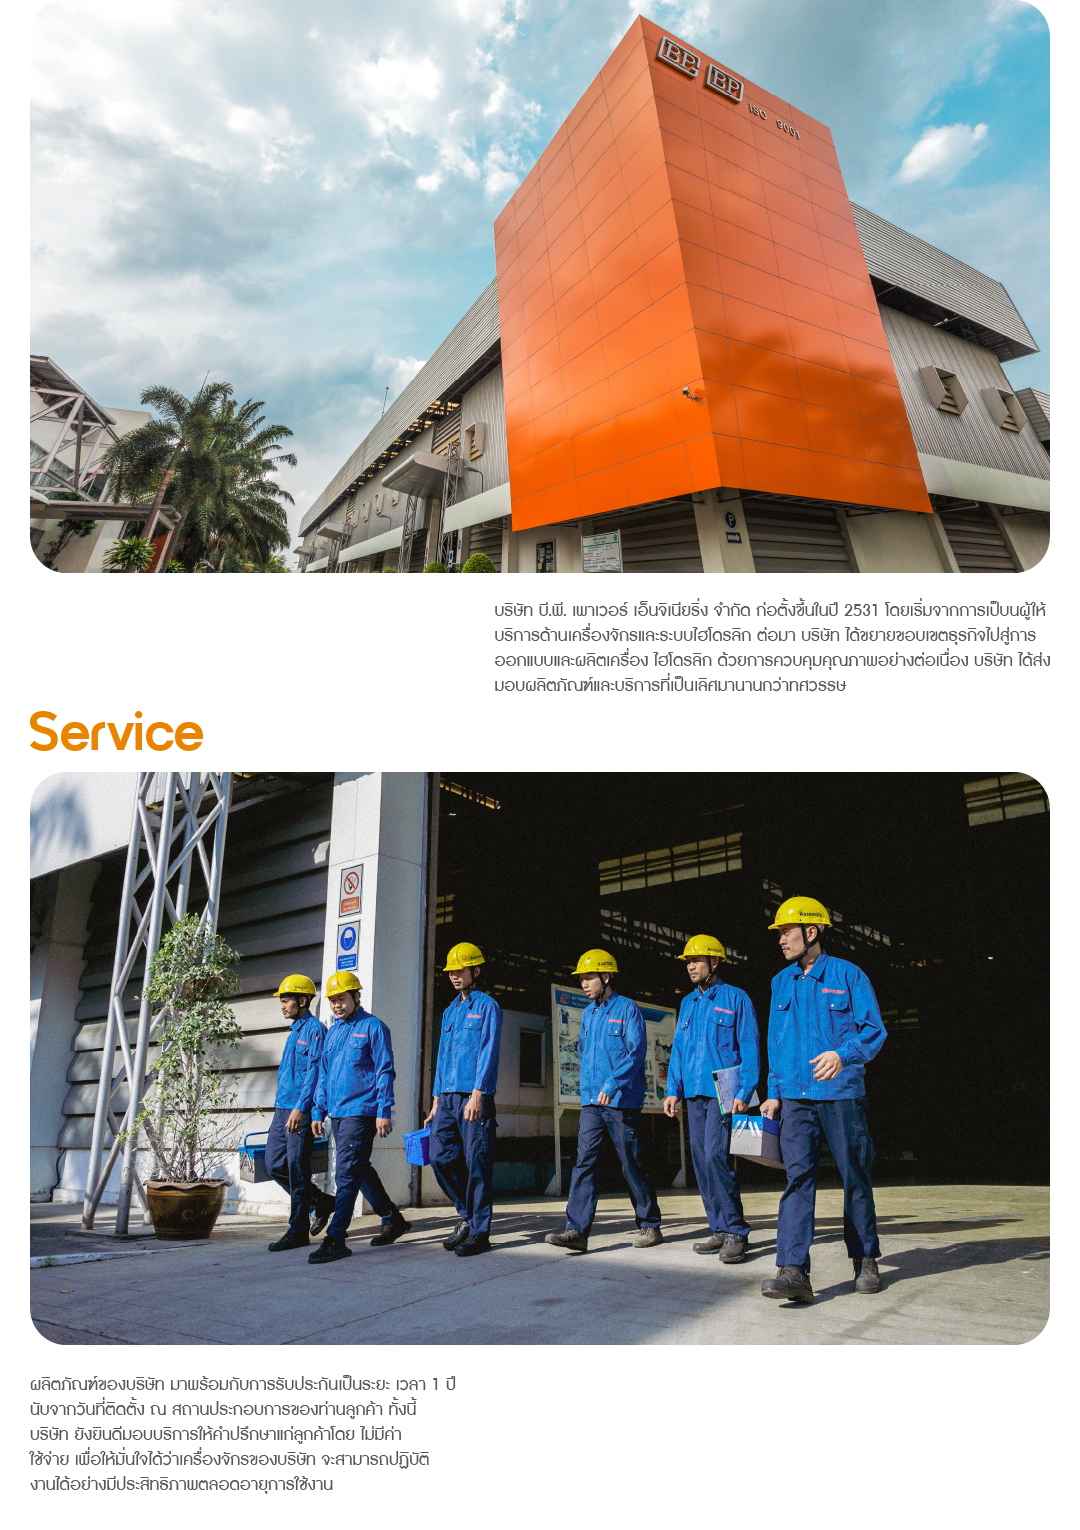 BP BP
ISO 9001
P
บริษัท บี.พี. เพาเวอร์ เอ็นจิเนียริ่ง จำกัด ก่อตั้งขึ้นในปี 2531 โดยเริ่มจากการเป็บนผู้ให้
บริการด้านเครื่องจักรและระบบไฮโดรลิก ต่อมา บริษัท ได้ขยายขอบเขตธุรกิจไปสู่การ
ออกแบบและผลิตเครื่อง ไฮโดรลิก ด้วยการควบคุมคุณภาพอย่างต่อเนื่อง บริษัท ได้ส่ง
มอบผลิตภัณฑ์และบริการที่เป็นเลิศมานานกว่าทศวรรษ
Service
Assembly
ผลิตภัณฑ์ของบริษัท มาพร้อมกับการรับประกันเป็นระยะ เวลา 1 ปี
นับจากวันที่ติดตั้ง ณ สถานประกอบการของท่านลูกค้า ทั้งนี้
บริษัท ยังยินดีมอบบริการให้คำปรึกษาแก่ลูกค้าโดย ไม่มีค่า
ใช้จ่าย เพื่อให้มั่นใจได้ว่าเครื่องจักรของบริษัท จะสามารถปฏิบัติ
งานได้อย่างมีประสิทธิภาพตลอดอายุการใช้งาน